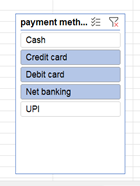 payment meth...
Cash
Credit card
Debit card
Net banking
UPI